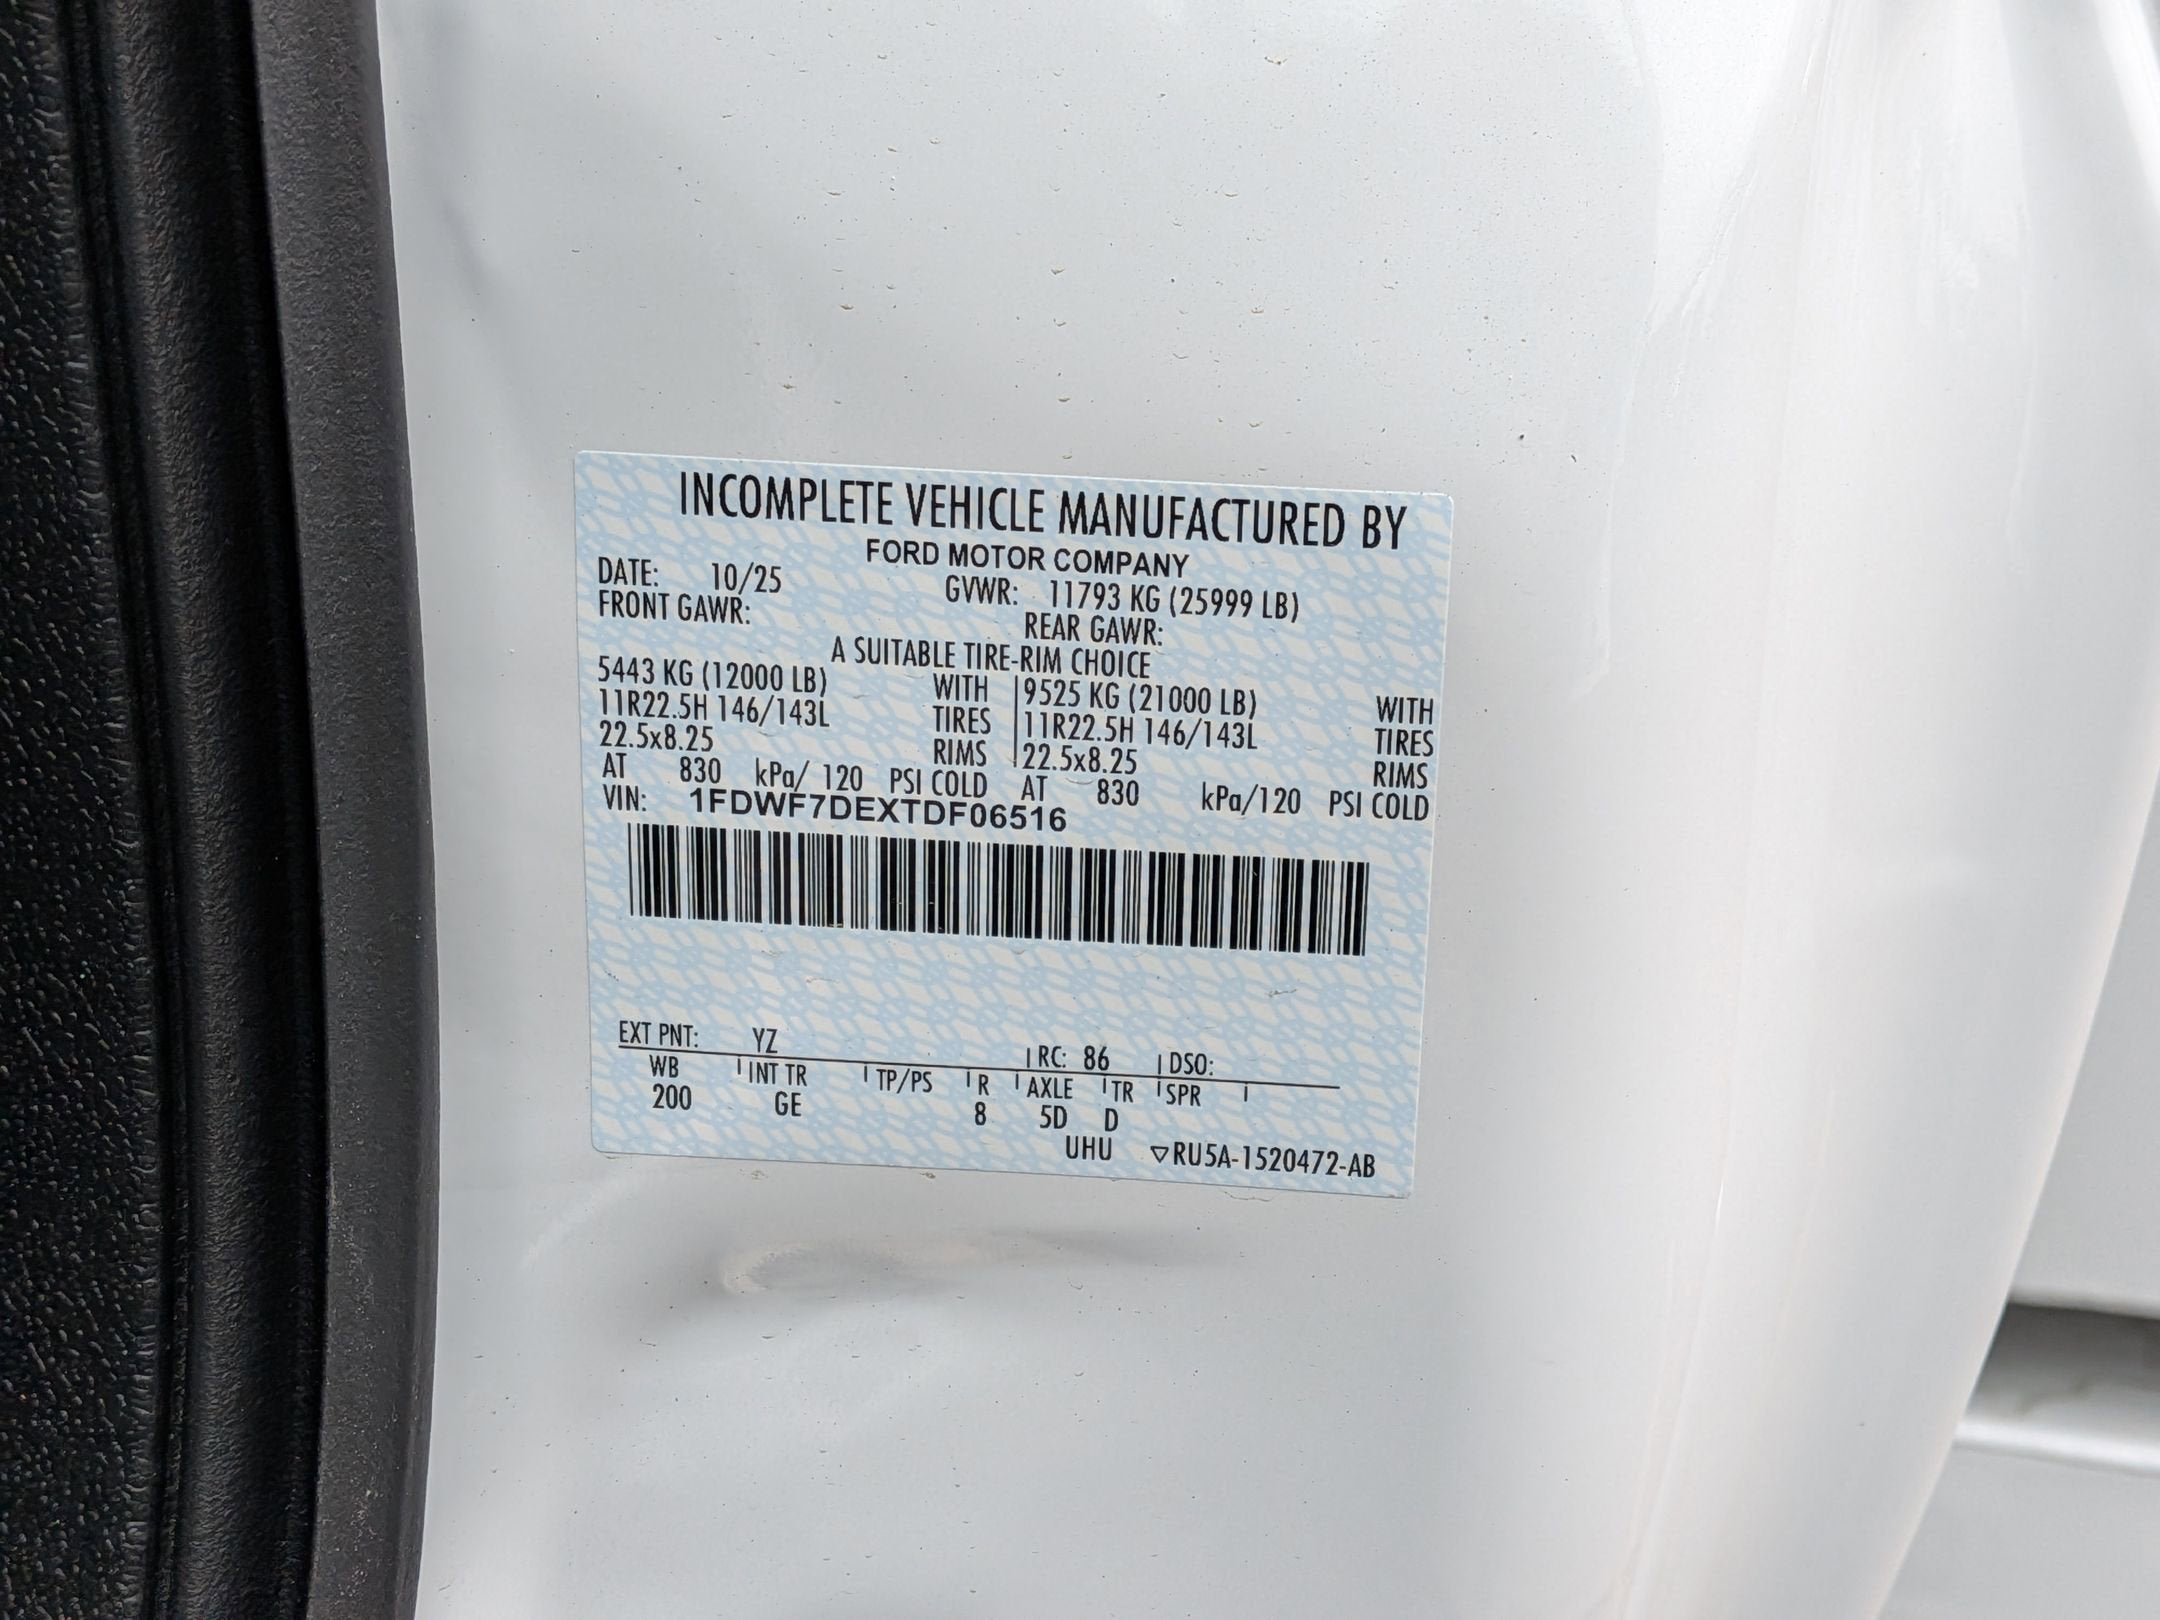 INCOMPLETE VEHICLE MANUFACTURED BY
FORD MOTOR COMPANY
DATE: 10/25 GVWR: 11793 KG (25999 LB)
FRONT GAWR: REAR GAWR:
A SUITABLE TIRE-RIM CHOICE
5443 KG (12000 LB) WITH 9525 KG (21000 LB) WITH
11R22.5H 146/143L TIRES 11R22.5H 146/143L TIRES
22.5x8.25 RIMS 22.5x8.25 RIMS
AT 830 kPa/ 120 PSI COLD AT 830 kPa/120 PSI COLD
VIN: 1FDWF7DEXTDF06516
EXT PNT: YZ RC: 86 DSO:
WB INT TR TP/PS R AXLE TR SPR
200 GE 8 5D D
UHU ▽RU5A-1520472-AB